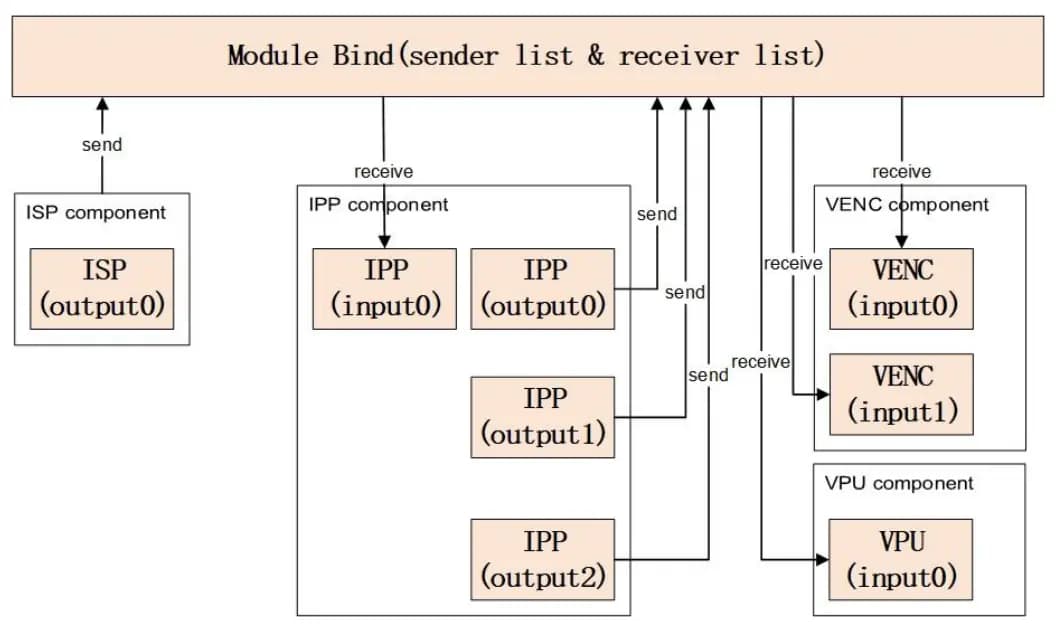 Module Bind(sender list & receiver list)
send
receive
receive
ISP component
ISP
(output0)
IPP component
IPP
(input0)
IPP
(output0)
send
IPP
(output1)
send
IPP
(output2)
send
receive
receive
VENC component
VENC
(input0)
VENC
(input1)
VPU component
VPU
(input0)